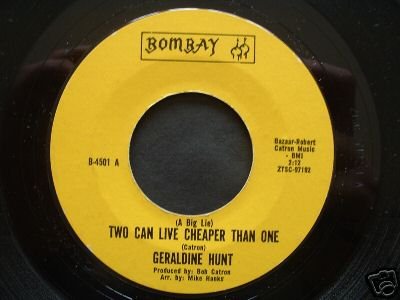 BOMBAY
B-4501 A
Bazaar-Robert
Catron Music
- BMI
2:12
ZTSC-97192
(A Big Lie)
TWO CAN LIVE CHEAPER THAN ONE
(Catron)
GERALDINE HUNT
Produced by: Bob Catron
Arr. by: Mike Hanks